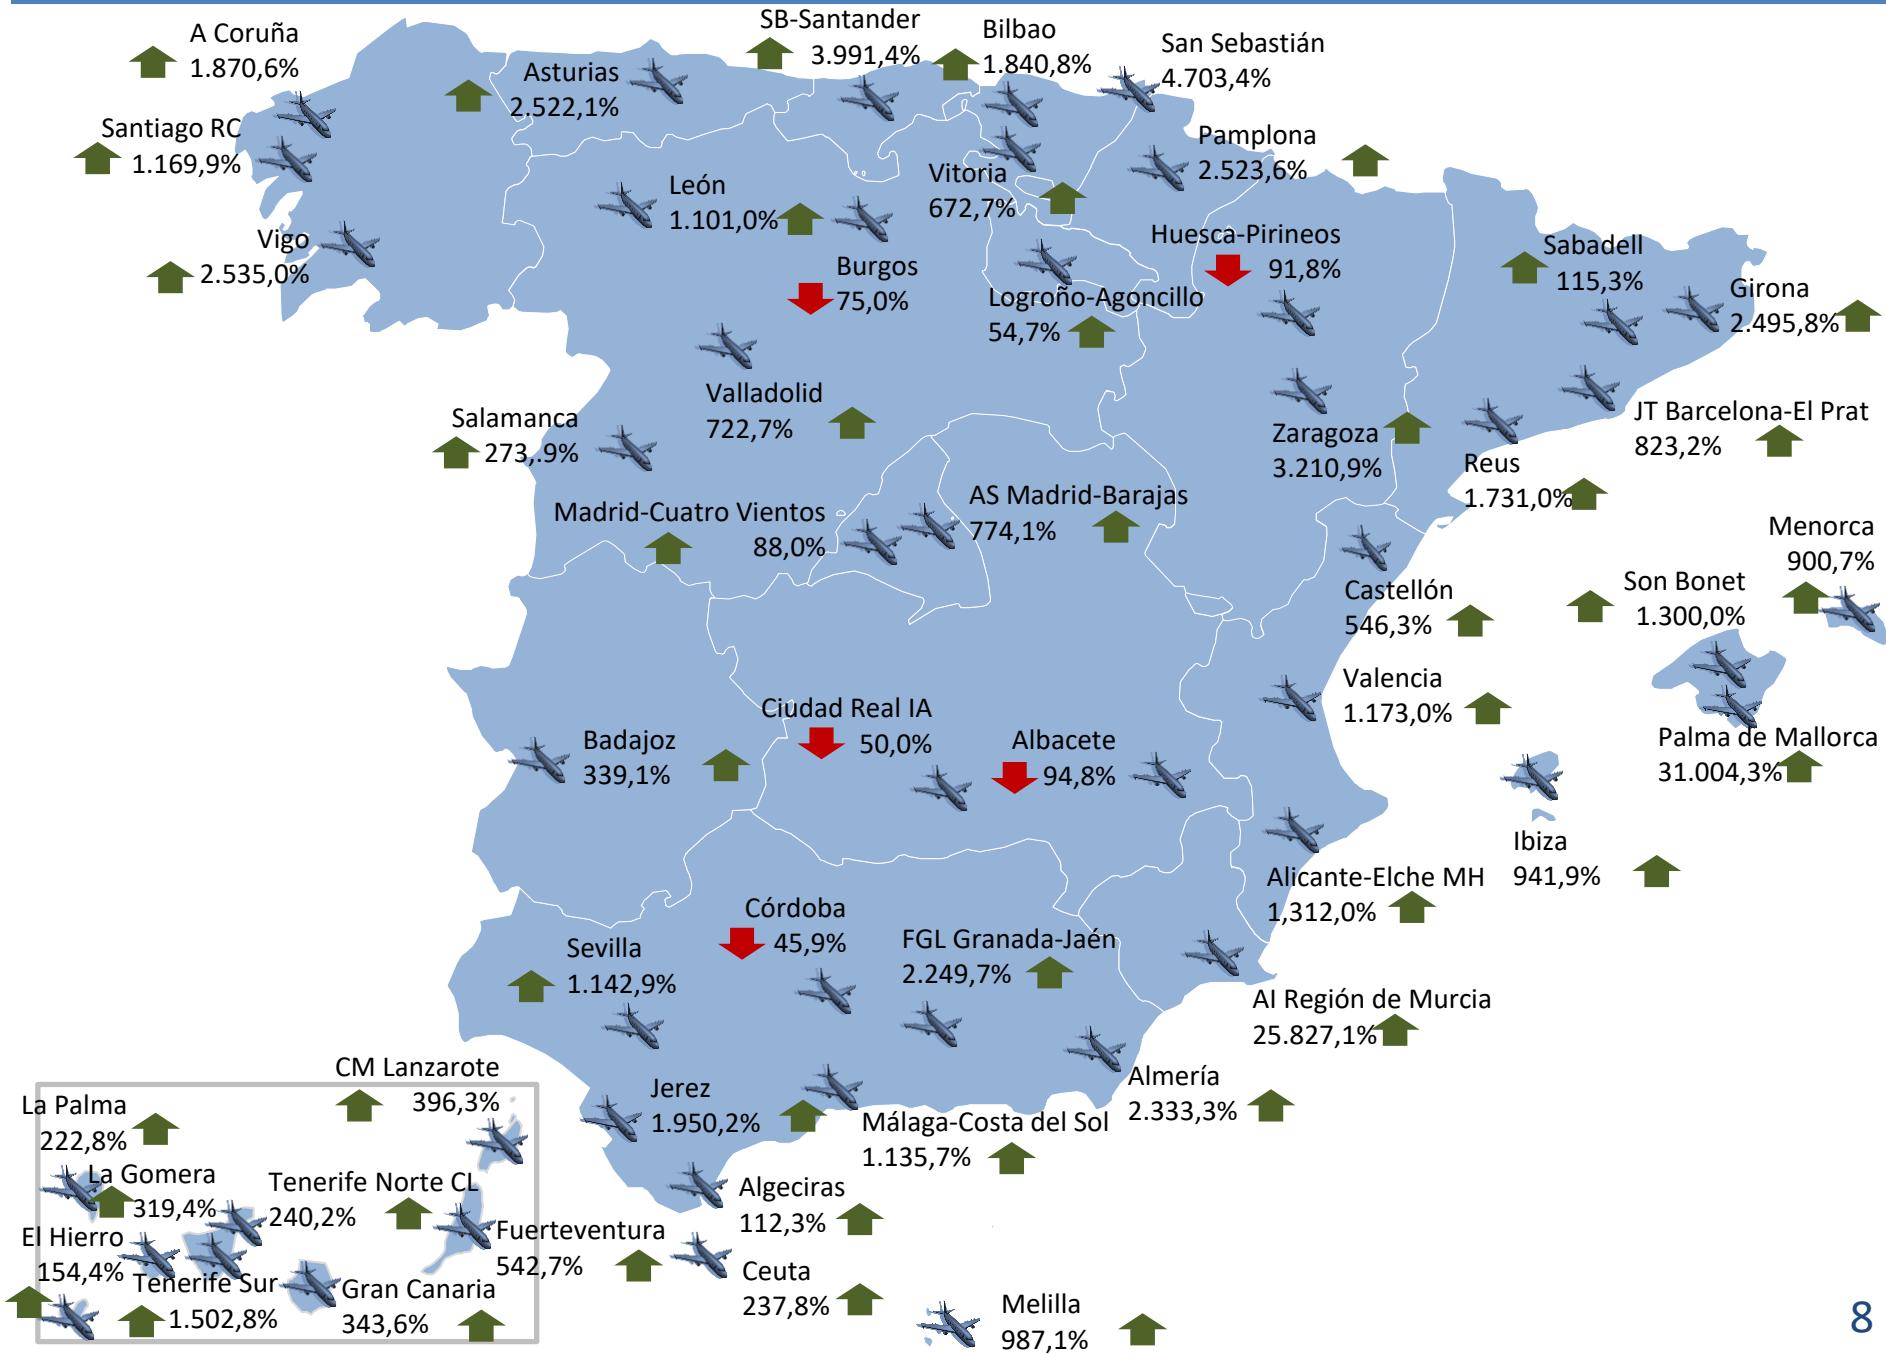 A Coruña
1.870,6%
SB-Santander
3.991,4%
Bilbao
1.840,8%
San Sebastián
4.703,4%
Asturias
2.522,1%
Santiago RC
1.169,9%
Pamplona
2.523,6%
León
1.101,0%
Vitoria
672,7%
Vigo
2.535,0%
Huesca-Pirineos
91,8%
Sabadell
115,3%
Burgos
75,0%
Logroño-Agoncillo
54,7%
Girona
2.495,8%
Valladolid
722,7%
Salamanca
273,.9%
Zaragoza
3.210,9%
JT Barcelona-El Prat
823,2%
Reus
1.731,0%
Madrid-Cuatro Vientos
88,0%
AS Madrid-Barajas
774,1%
Menorca
900,7%
Castellón
546,3%
Son Bonet
1.300,0%
Valencia
1.173,0%
Ciudad Real IA
50,0%
Badajoz
339,1%
Albacete
94,8%
Palma de Mallorca
31.004,3%
Ibiza
941,9%
Alicante-Elche MH
1,312,0%
Córdoba
45,9%
Sevilla
1.142,9%
FGL Granada-Jaén
2.249,7%
AI Región de Murcia
25.827,1%
CM Lanzarote
396,3%
Jerez
1.950,2%
Almería
2.333,3%
La Palma
222,8%
Málaga-Costa del Sol
1.135,7%
La Gomera
319,4%
Tenerife Norte CL
240,2%
Algeciras
112,3%
El Hierro
154,4%
Fuerteventura
542,7%
Tenerife Sur
1.502,8%
Gran Canaria
343,6%
Ceuta
237,8%
Melilla
987,1%
8